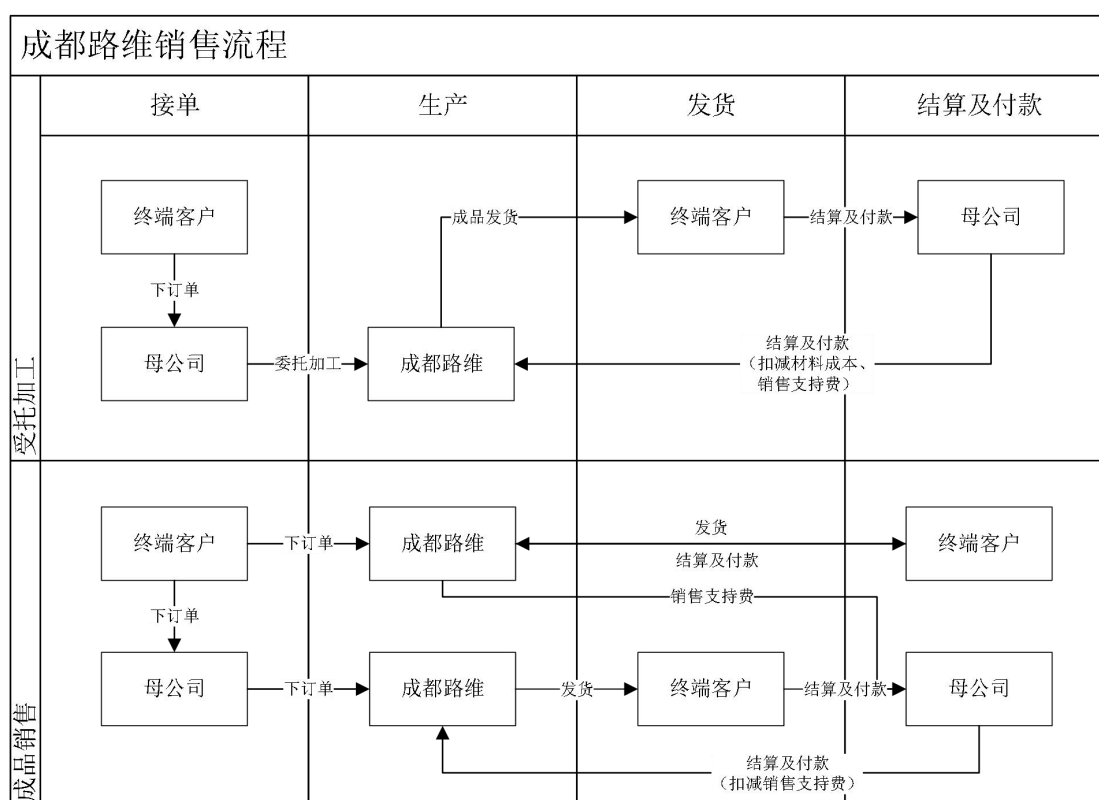 成都路维销售流程
接单
生产
发货
结算及付款
受托加工
终端客户
下订单
母公司
委托加工
成都路维
成品发货
终端客户
结算及付款
母公司
结算及付款
（扣减材料成本、
销售支持费）
成品销售
终端客户
下订单
成都路维
发货
结算及付款
终端客户
销售支持费
下订单
母公司
下订单
成都路维
发货
终端客户
结算及付款
母公司
结算及付款
（扣减销售支持费）